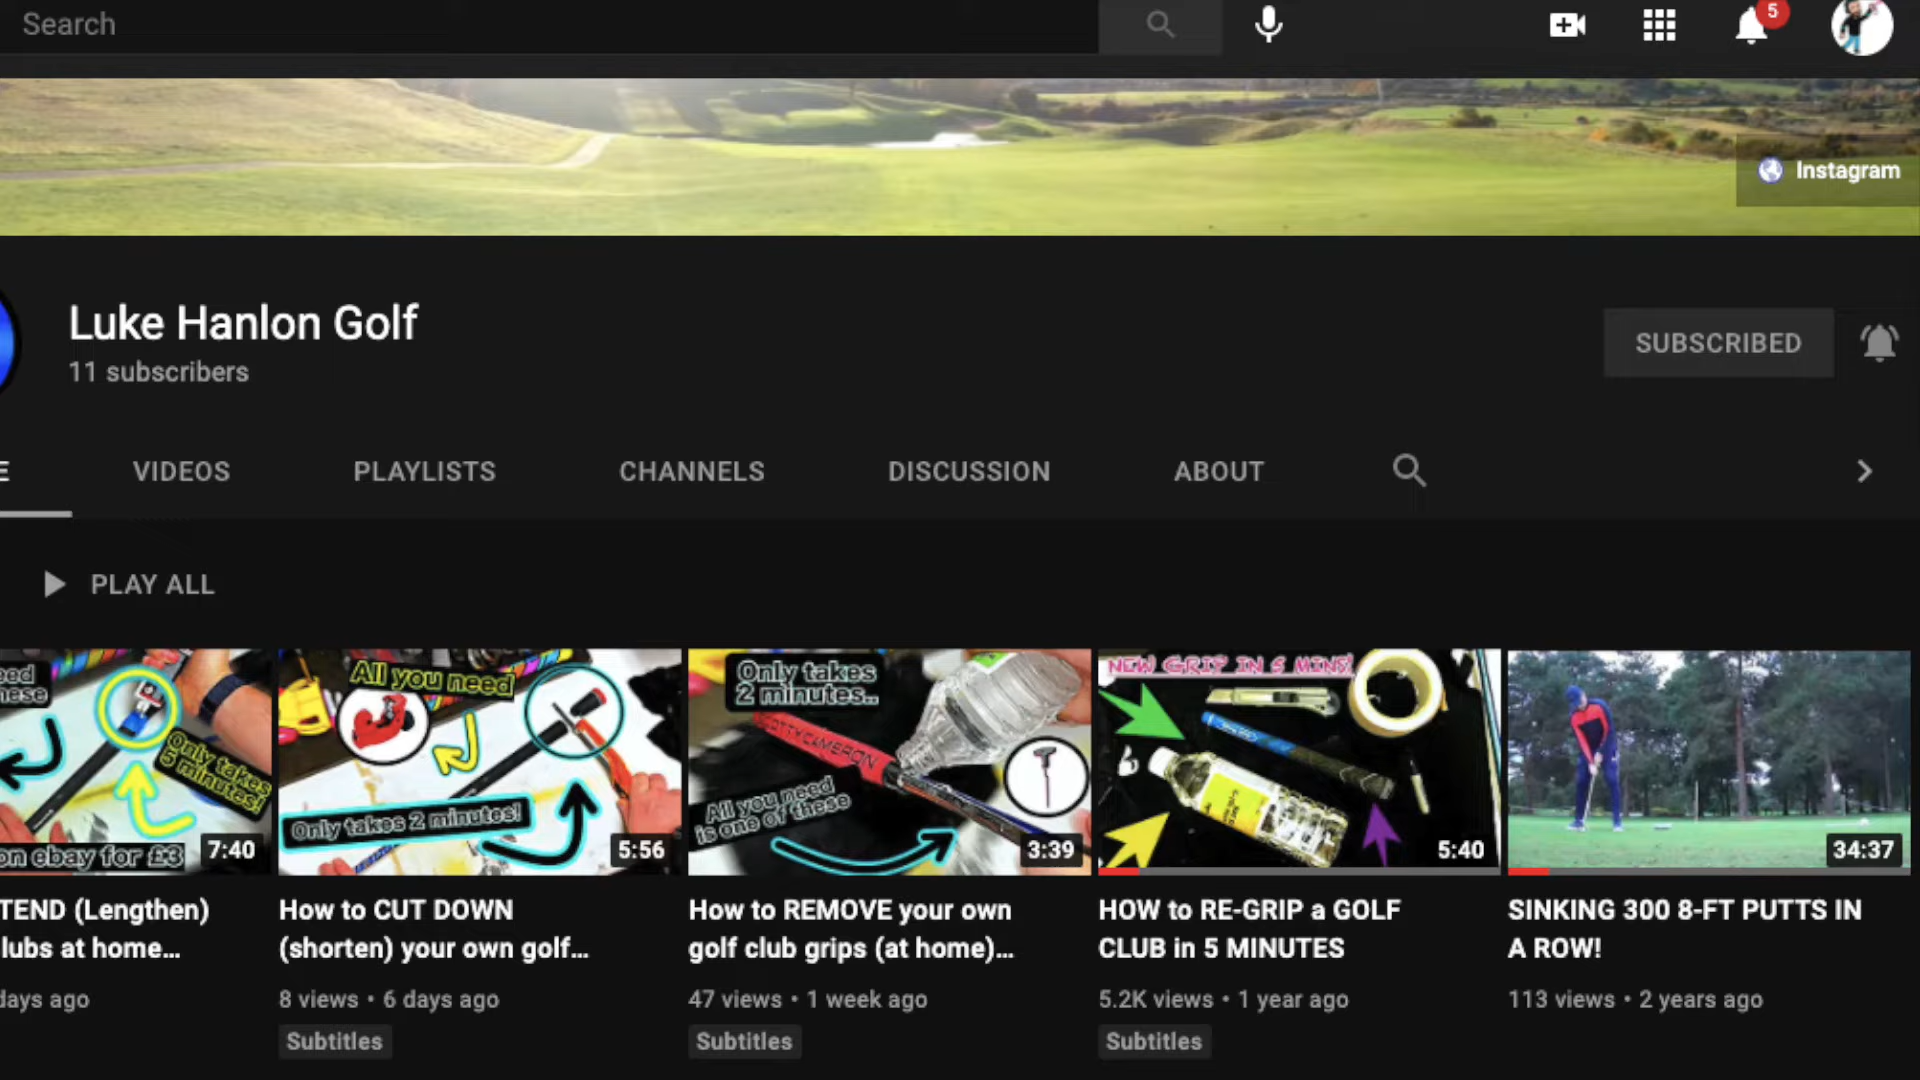 Search
5
Instagram
Luke Hanlon Golf
11 subscribers
SUBSCRIBED
E
VIDEOS
PLAYLISTS
CHANNELS
DISCUSSION
ABOUT
PLAY ALL
Only takes
5 minutes!
on ebay for £3
7:40
All you need
Only takes 2 minutes!
5:56
Only takes
2 minutes..
SCOTTY CAMERON
All you need
is one of these
3:39
NEW GRIP IN 5 MINS!
5:40
34:37
TEND (Lengthen)
lubs at home...
days ago
How to CUT DOWN
(shorten) your own golf...
8 views • 6 days ago
Subtitles
How to REMOVE your own
golf club grips (at home)...
47 views • 1 week ago
Subtitles
HOW to RE-GRIP a GOLF
CLUB in 5 MINUTES
5.2K views • 1 year ago
Subtitles
SINKING 300 8-FT PUTTS IN
A ROW!
113 views • 2 years ago